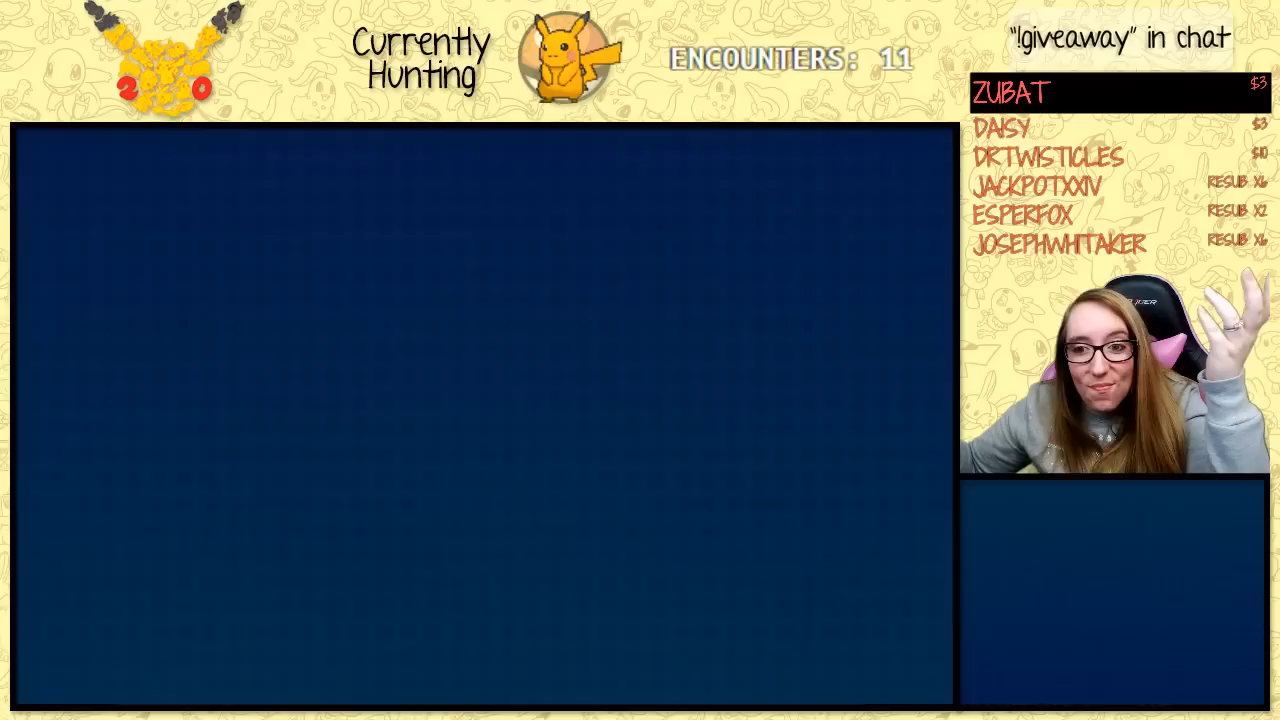 Currently
Hunting
ENCOUNTERS: 11
"!giveaway" in chat
ZUBAT $3
DAISY $3
DRTWISTICLES $10
JACKPOTXXIV RESUB X6
ESPERFOX RESUB X2
JOSEPHWHITAKER RESUB X6
20